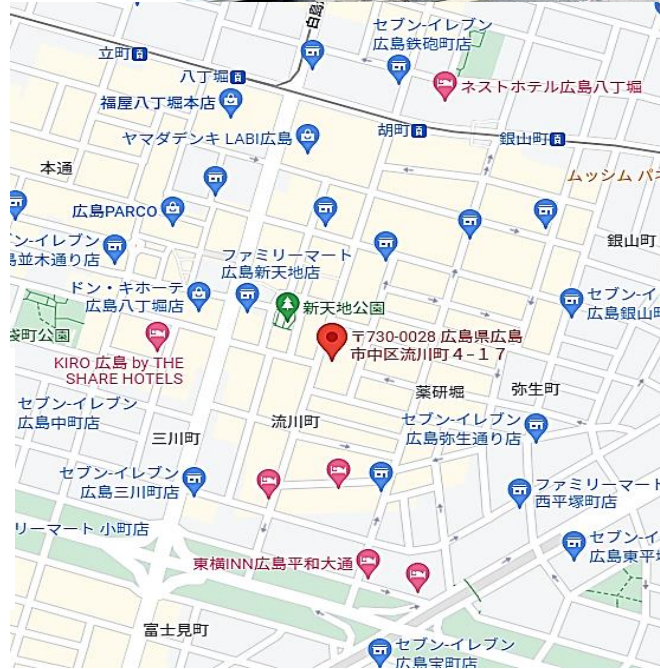 セブン-イレブン
広島鉄砲町店
立町
八丁堀
ネストホテル広島八丁堀
福屋八丁堀本店
ヤマダデンキ LABI広島
胡町
銀山町
本通
ムッシム パキ
広島PARCO
ン-イレブン
島並木通り店
ファミリーマート
広島新天地店
銀山町
ドン・キホーテ
広島八丁堀店
新天地公園
セブン-イ
広島銀山町
袋町公園
〒730-0028 広島県広島
市中区流川町4-17
KIRO 広島 by THE
SHARE HOTELS
薬研堀
弥生町
セブン-イレブン
広島中町店
流川町
セブン-イレブン
広島弥生通り店
三川町
セブン-イレブン
広島三川町店
ファミリーマート
西平塚町店
リーマート 小町店
セブン-イ
広島東平塚
東横INN広島平和大通
富士見町
セブン-イレブン
広島宝町店